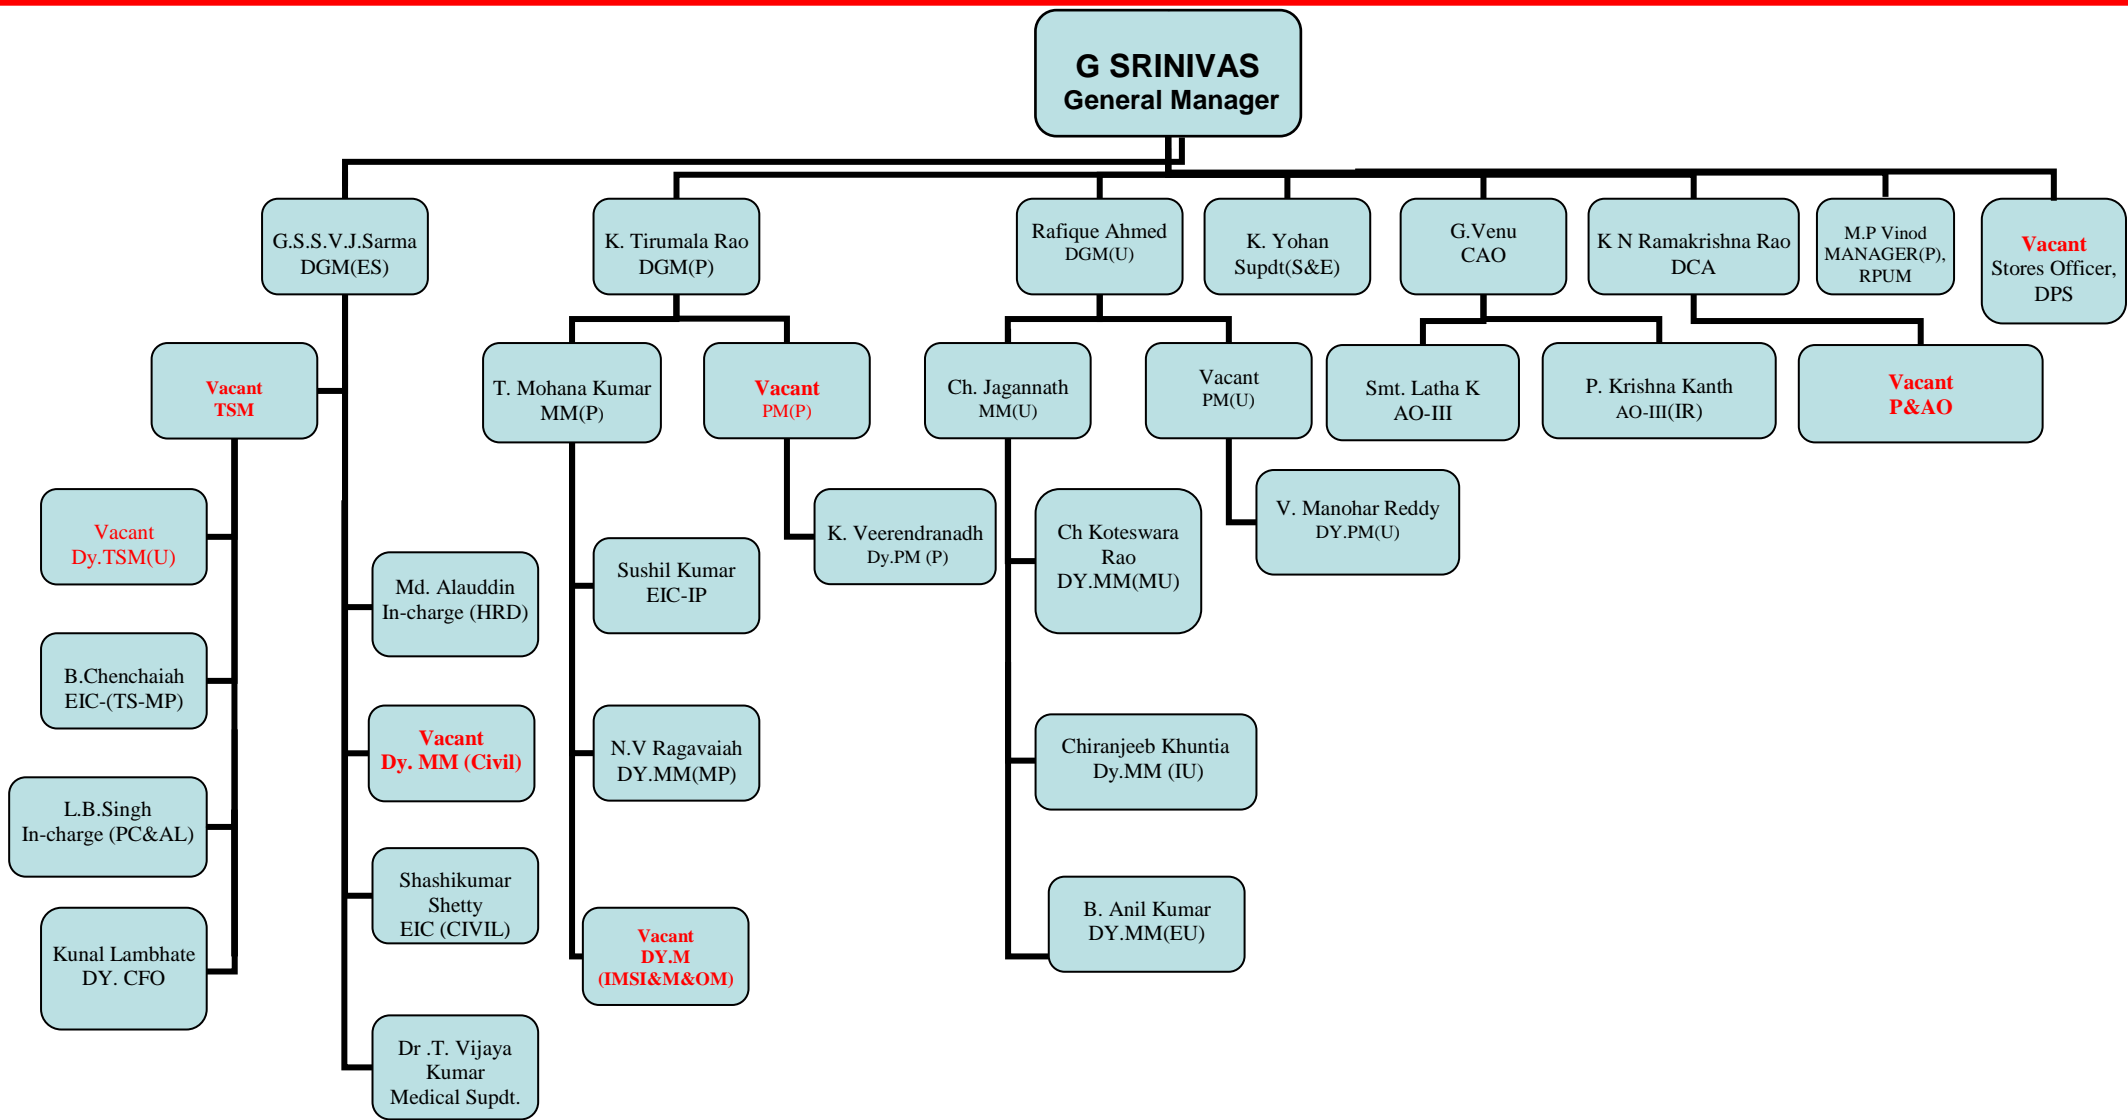 G SRINIVAS
General Manager
G.S.S.V.J.Sarma
DGM(ES)
K. Tirumala Rao
DGM(P)
Rafique Ahmed
DGM(U)
K. Yohan
Supdt(S&E)
G.Venu
CAO
K N Ramakrishna Rao
DCA
M.P Vinod
MANAGER(P),
RPUM
Vacant
Stores Officer,
DPS
Vacant
TSM
T. Mohana Kumar
MM(P)
Vacant
PM(P)
Ch. Jagannath
MM(U)
Vacant
PM(U)
Smt. Latha K
AO-III
P. Krishna Kanth
AO-III(IR)
Vacant
P&AO
Vacant
Dy.TSM(U)
Md. Alauddin
In-charge (HRD)
Sushil Kumar
EIC-IP
K. Veerendranadh
Dy.PM (P)
Ch Koteswara
Rao
DY.MM(MU)
V. Manohar Reddy
DY.PM(U)
B.Chenchaiah
EIC-(TS-MP)
Vacant
Dy. MM (Civil)
N.V Ragavaiah
DY.MM(MP)
Chiranjeeb Khuntia
Dy.MM (IU)
L.B.Singh
In-charge (PC&AL)
Shashikumar
Shetty
EIC (CIVIL)
Vacant
DY.M
(IMSI&M&OM)
B. Anil Kumar
DY.MM(EU)
Kunal Lambhate
DY. CFO
Dr .T. Vijaya
Kumar
Medical Supdt.